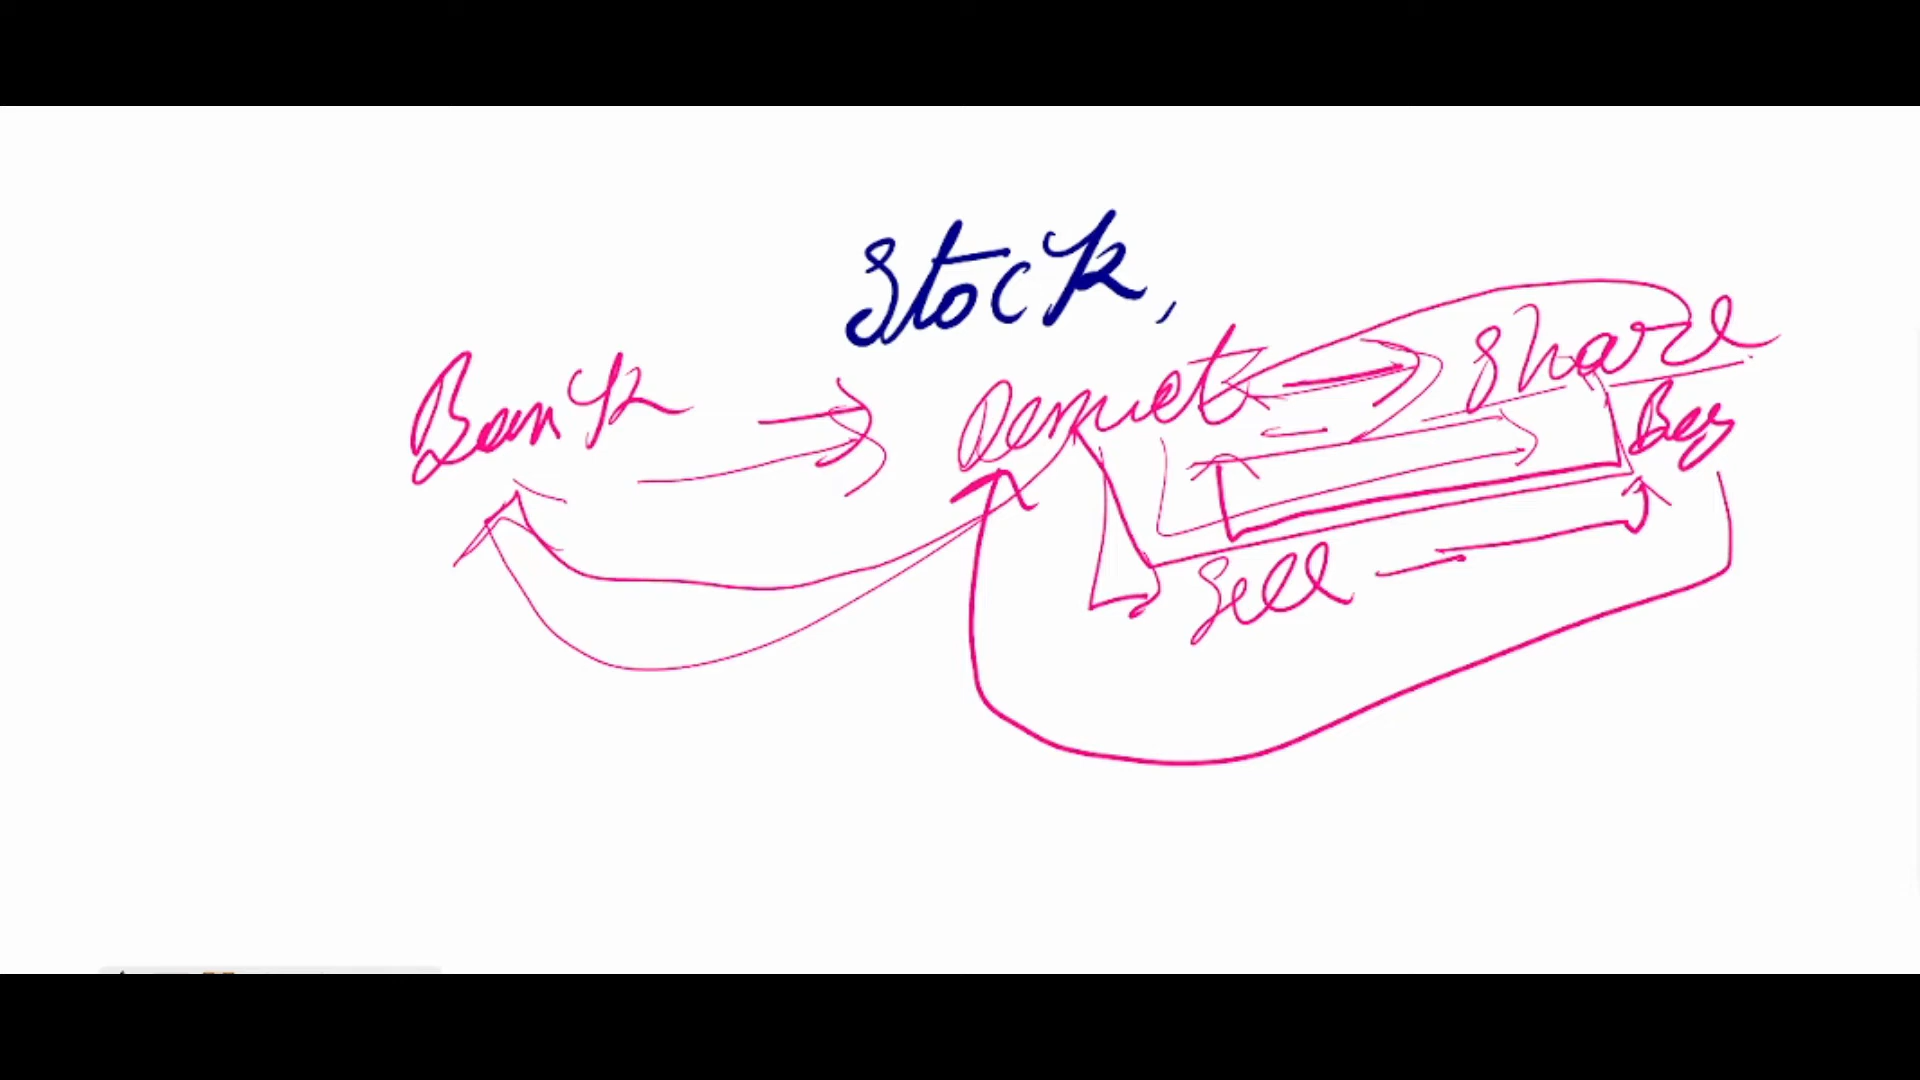 Stock,
Bank → Demat → Share
Buy
Sell